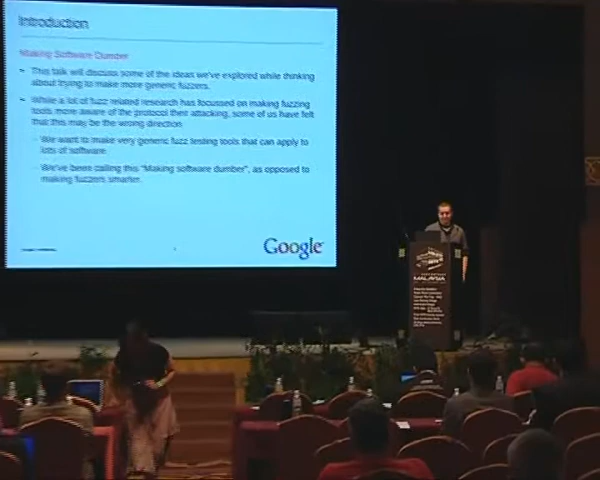 Introduction
Making Software Dumber
This talk will discuss some of the ideas we've explored while thinking
about trying to make more generic fuzzers.
While a lot of fuzz related research has focussed on making fuzzing
tools more aware of the protocol their attacking, some of us have felt
that this may be the wrong direction
We want to make very generic fuzz testing tools that can apply to
lots of software.
We've been calling this "Making software dumber", as opposed to
making fuzzers smarter.
Google
MALAYSIA